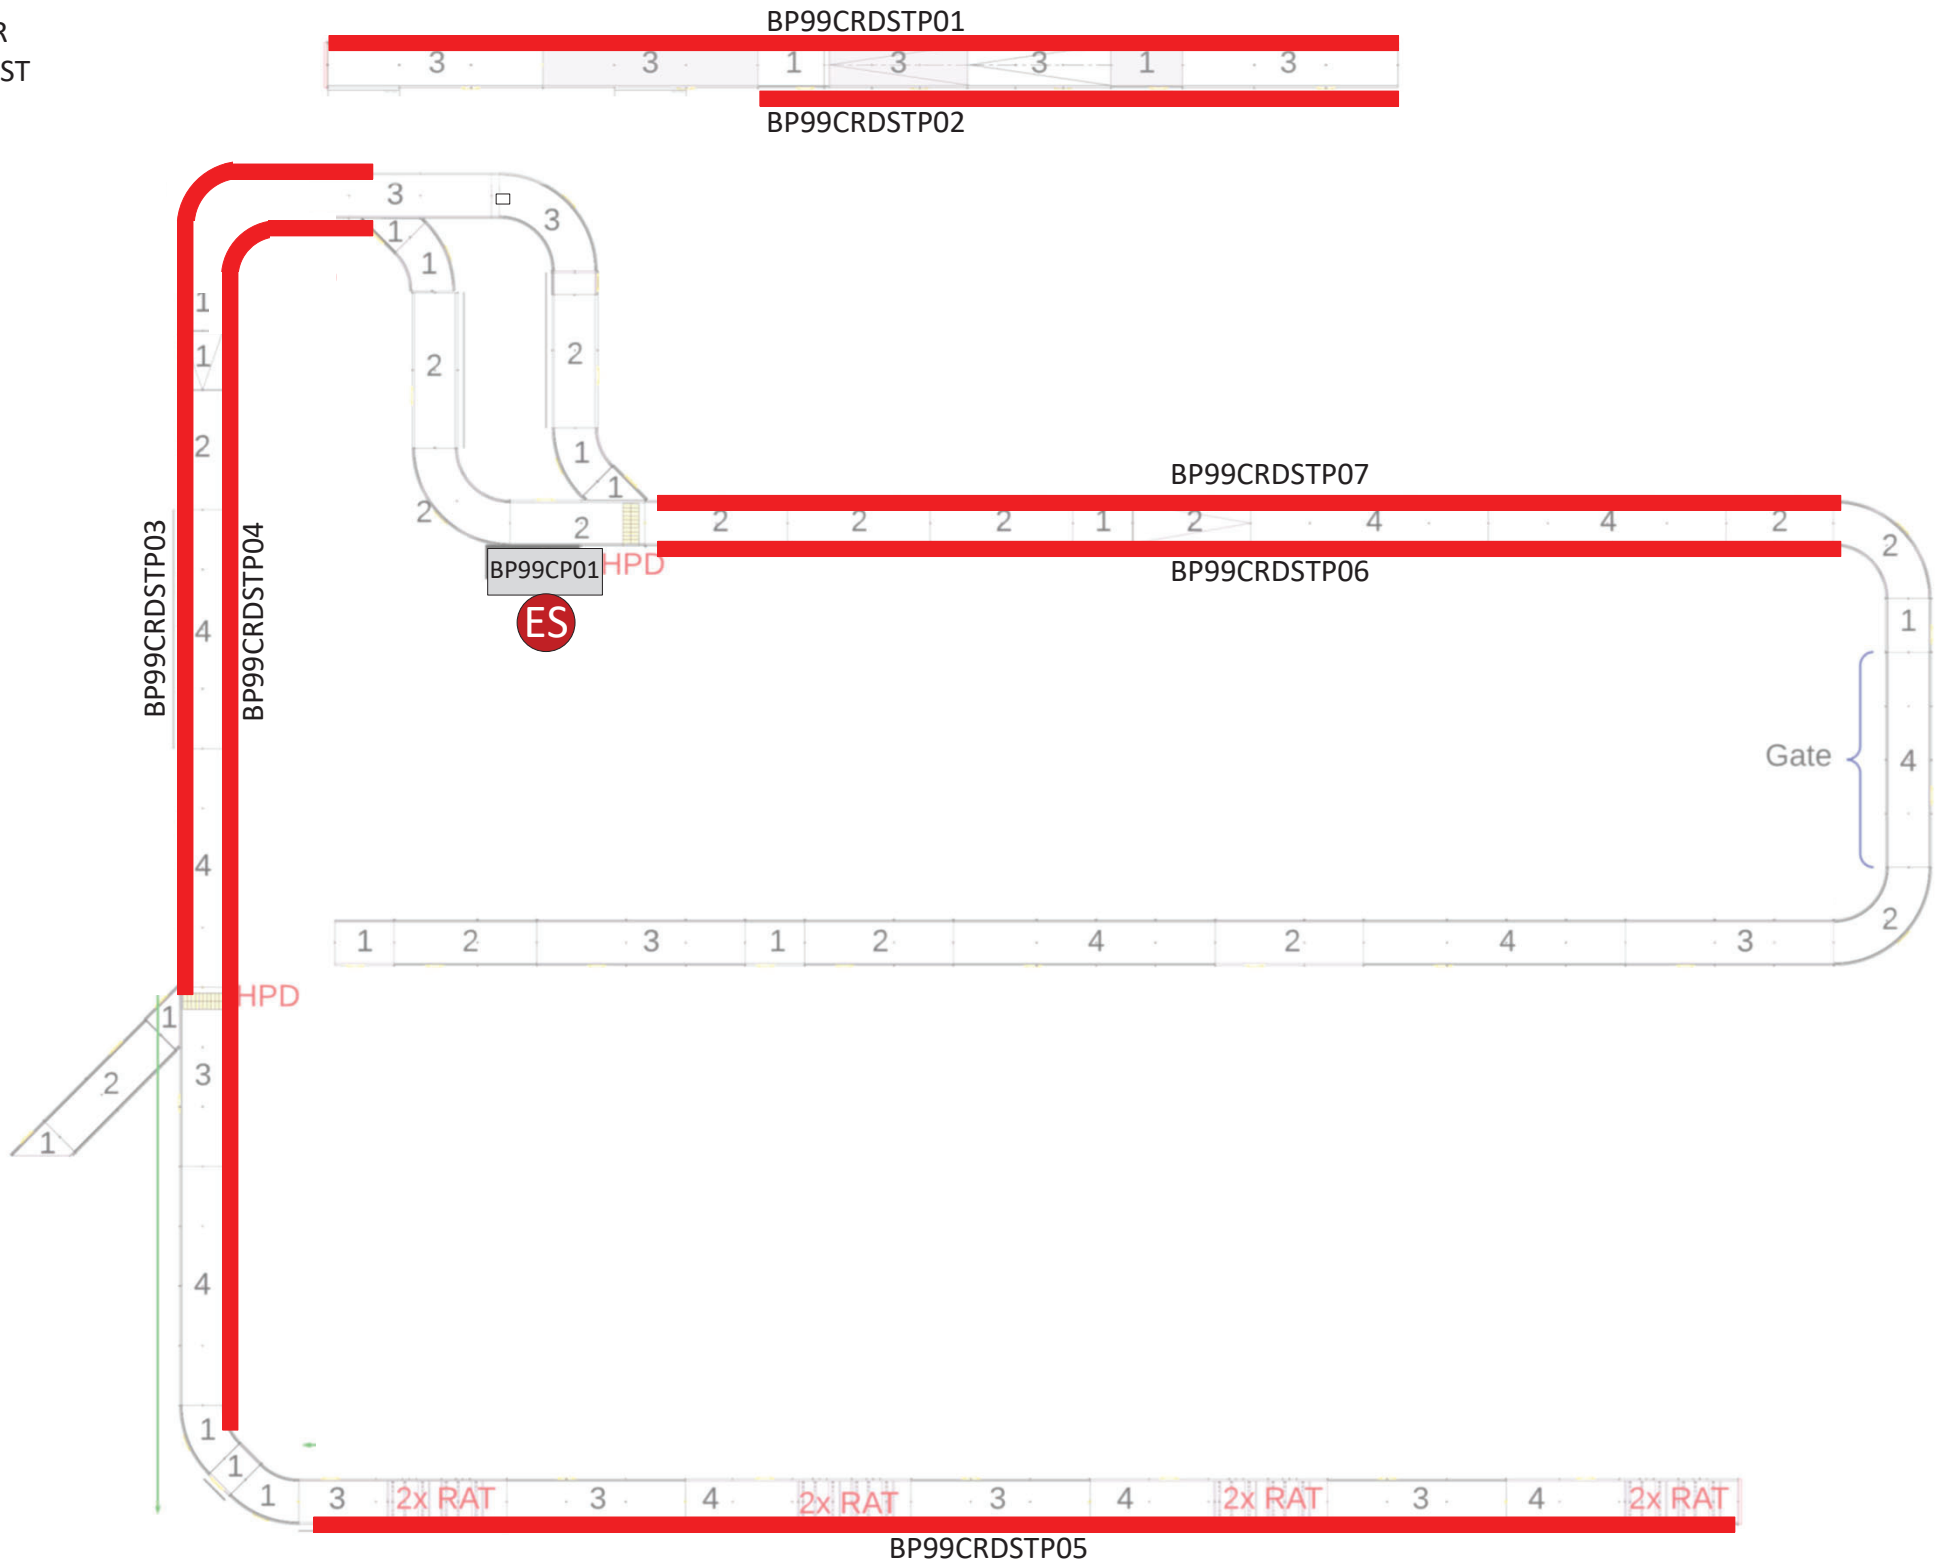 R
BP99CRDSTP01
ST
3 3 1 3 3 1 3
BP99CRDSTP02
3
3
1
1
1
1
2
2
2
1
1
2
2
BP99CRDSTP07
2 2 2 1 2 4 4 2
2
HPD
BP99CP01
BP99CRDSTP06
ES
BP99CRDSTP03
BP99CRDSTP04
4
1
Gate
4
4
2
1 2 3 1 2 4 2 4 3
HPD
1
3
2
1
4
1
1
1
3 2x RAT 3 4 2x RAT 3 4 2x RAT 3 4 2x RAT
BP99CRDSTP05